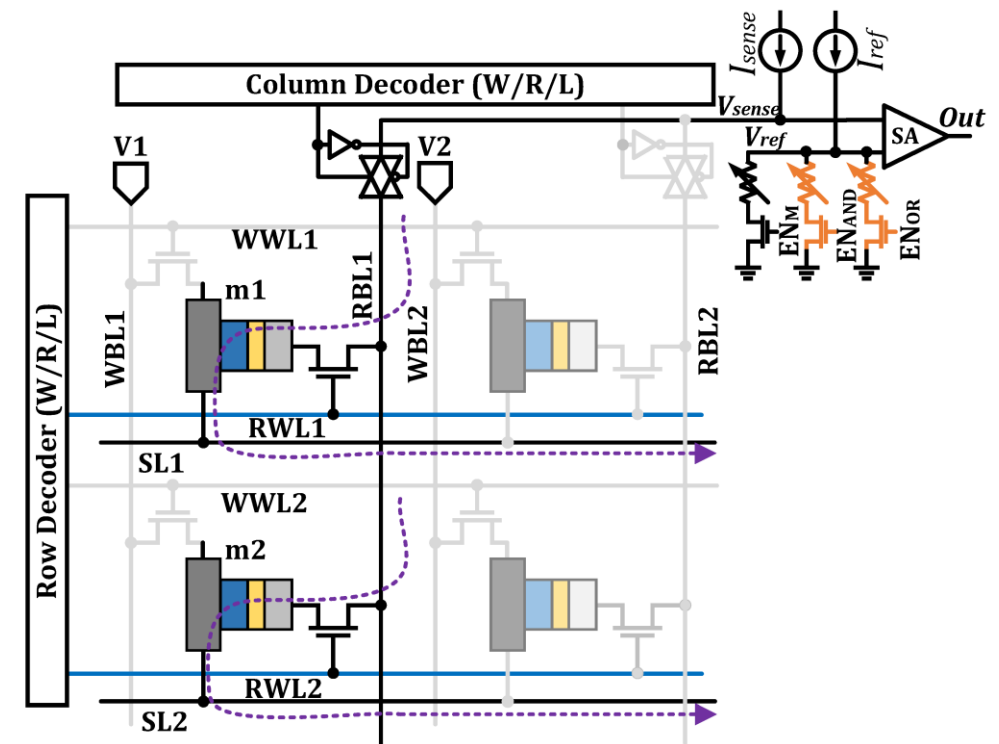 Isense
Iref
Column Decoder (W/R/L)
Vsense
Out
V1
V2
Vref
SA
ENM
ENAND
ENOR
WWL1
m1
RBL1
WBL1
WBL2
RBL2
Row Decoder (W/R/L)
RWL1
SL1
WWL2
m2
RWL2
SL2